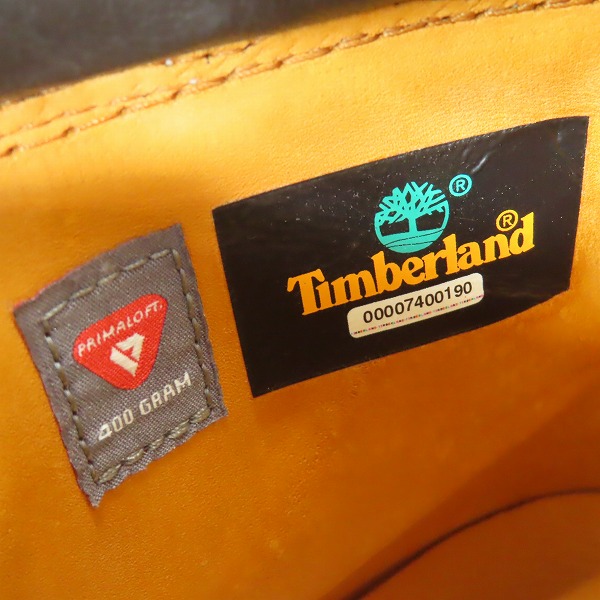 PRIMALOFT
400 GRAM
®
Timberland®
00007400190